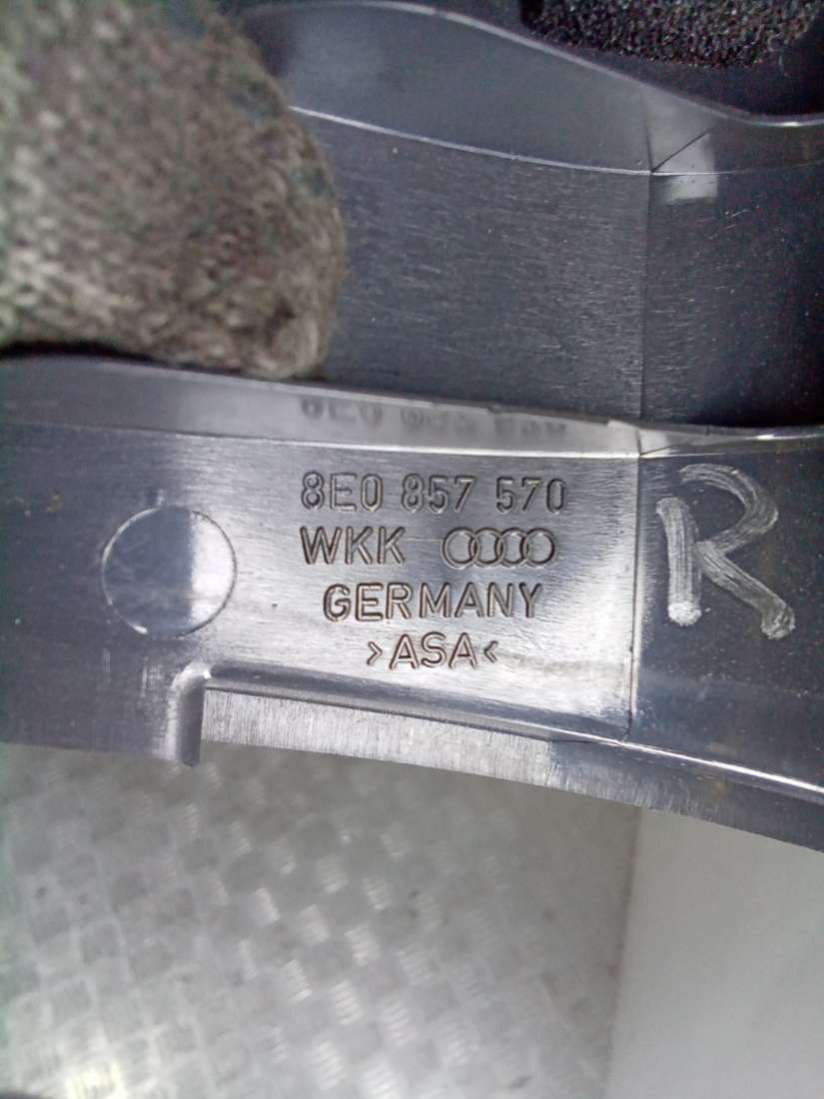 8E0 857 570
WKK
GERMANY
>ASA<
R